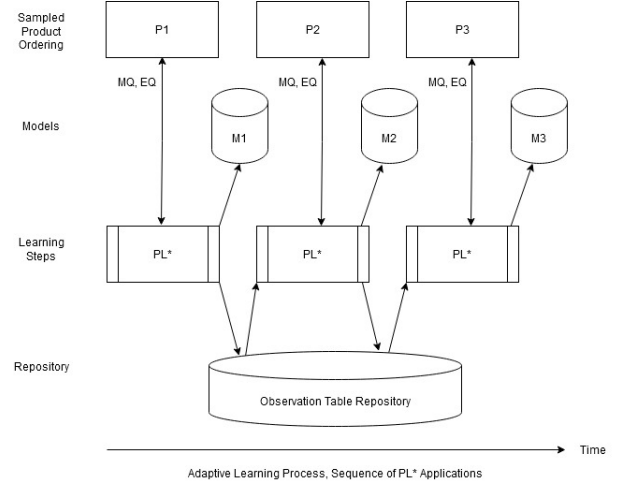 Sampled
Product
Ordering
P1
P2
P3
MQ, EQ
MQ, EQ
MQ, EQ
Models
M1
M2
M3
Learning
Steps
PL*
PL*
PL*
Repository
Observation Table Repository
Time
Adaptive Learning Process, Sequence of PL* Applications